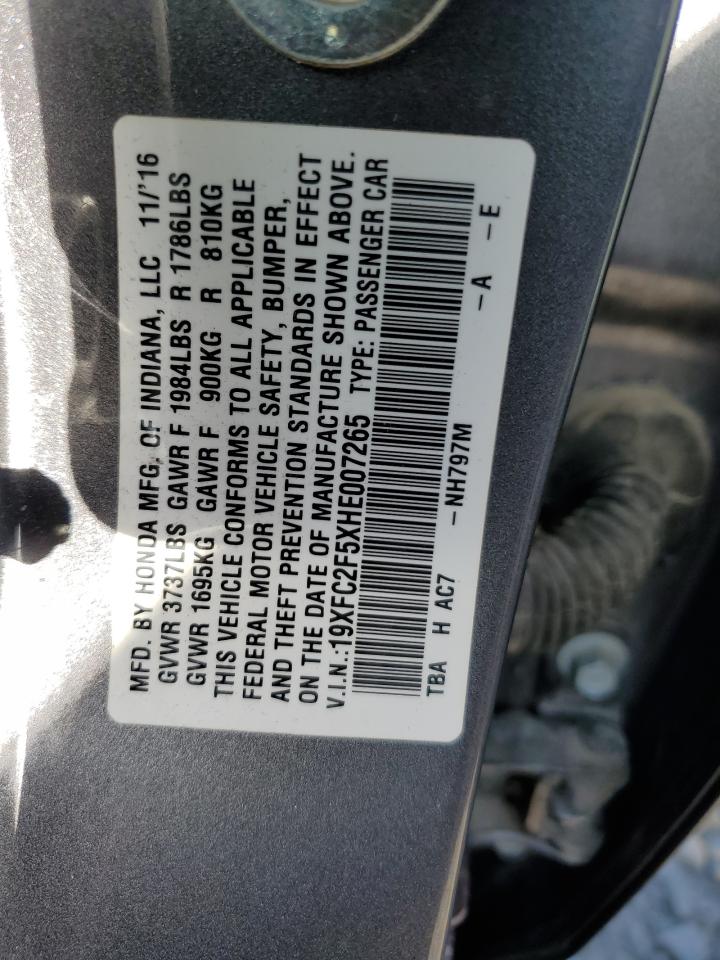 MFD. BY HONDA MFG. OF INDIANA, LLC 11/'16
GVWR 3737LBS GAWR F 1984LBS R 1786LBS
GVWR 1695KG GAWR F 900KG R 810KG
THIS VEHICLE CONFORMS TO ALL APPLICABLE
FEDERAL MOTOR VEHICLE SAFETY, BUMPER,
AND THEFT PREVENTION STANDARDS IN EFFECT
ON THE DATE OF MANUFACTURE SHOWN ABOVE.
V.I.N.:19XFC2F5XHE007265 TYPE: PASSENGER CAR
TBA H AC7 - NH797M -A -E